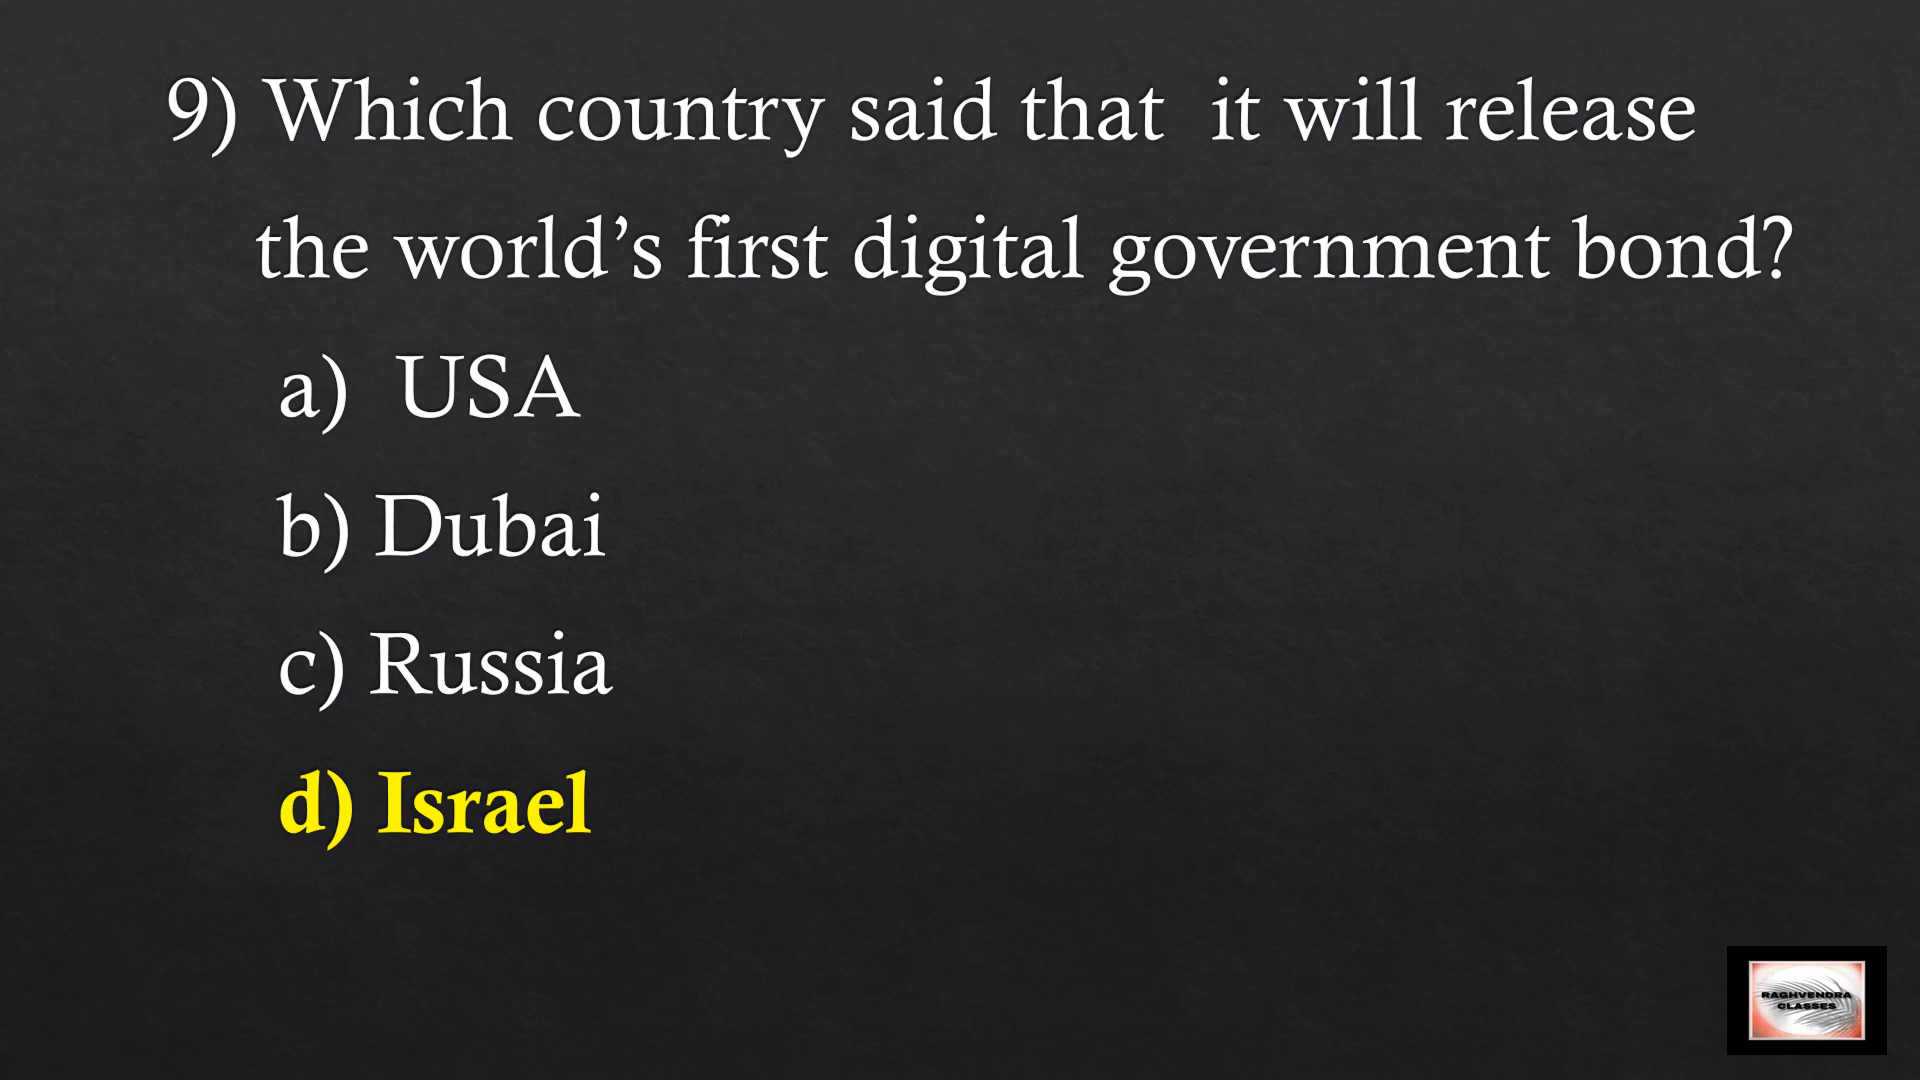 9) Which country said that  it will release
the world’s first digital government bond?
a)  USA
b) Dubai
c) Russia
d) Israel
RAGHVENDRA
CLASSES